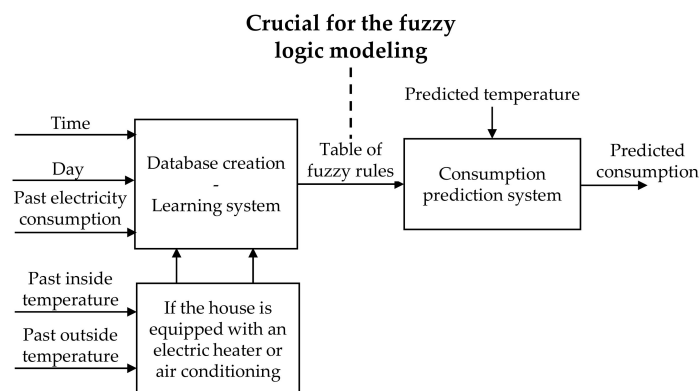 Crucial for the fuzzy
logic modeling
Predicted temperature
Time
Day
Past electricity
consumption
Database creation
-
Learning system
Table of
fuzzy rules
Consumption
prediction system
Predicted
consumption
Past inside
temperature
Past outside
temperature
If the house is
equipped with an
electric heater or
air conditioning